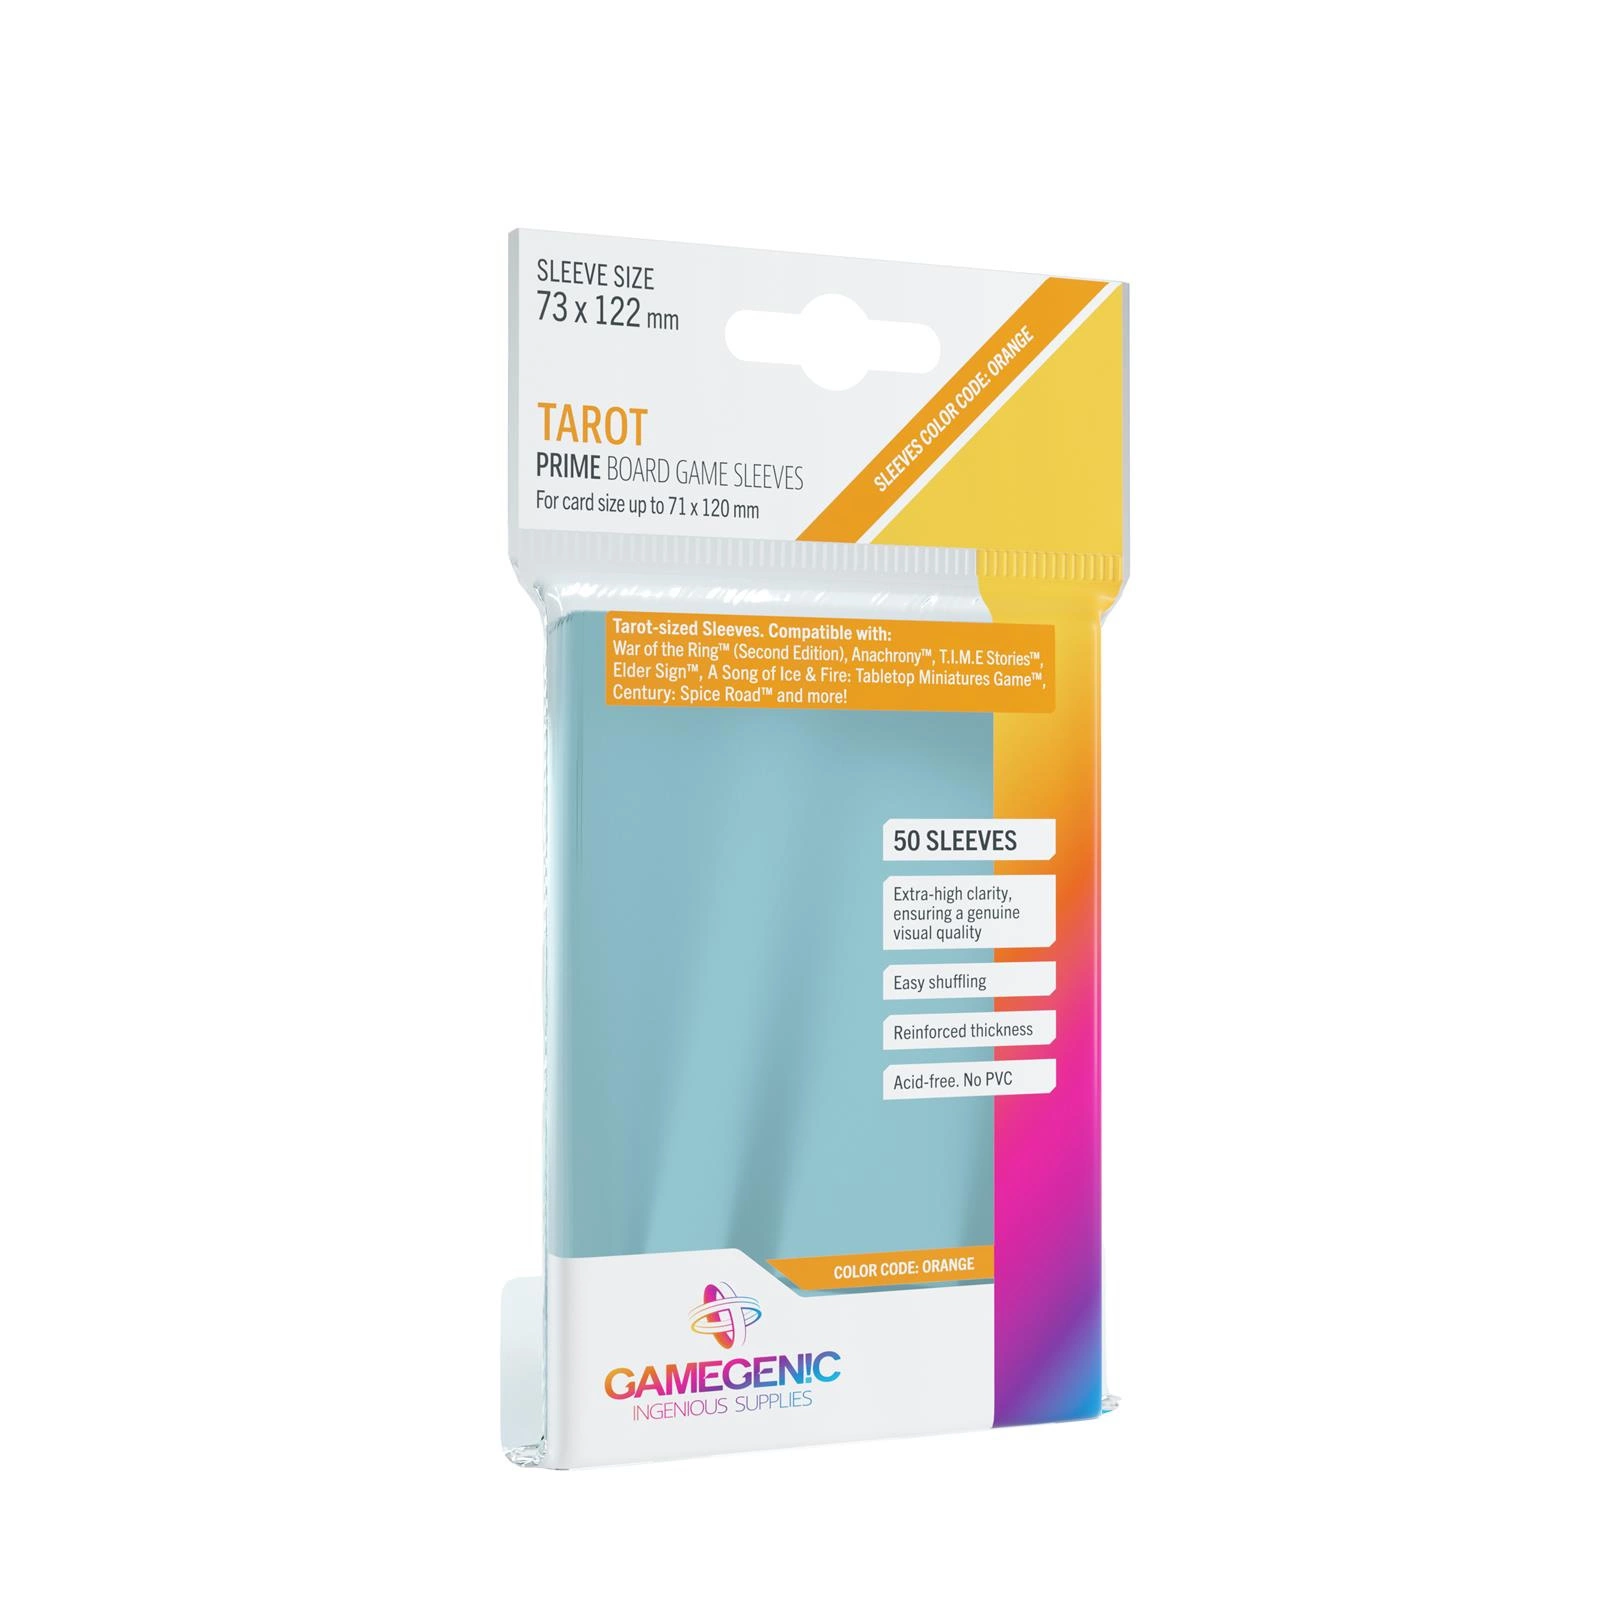 SLEEVE SIZE
73 x 122 mm
SLEEVES COLOR CODE: ORANGE
TAROT
PRIME BOARD GAME SLEEVES
For card size up to 71 x 120 mm
Tarot-sized Sleeves. Compatible with:
War of the Ring™ (Second Edition), Anachrony™, T.I.M.E Stories™,
Elder Sign™, A Song of Ice & Fire: Tabletop Miniatures Game™,
Century: Spice Road™ and more!
50 SLEEVES
Extra-high clarity,
ensuring a genuine
visual quality
Easy shuffling
Reinforced thickness
Acid-free. No PVC
COLOR CODE: ORANGE
GAMEGEN!C
INGENIOUS SUPPLIES